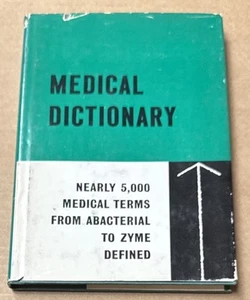 MEDICAL
DICTIONARY
NEARLY 5,000
MEDICAL TERMS
FROM ABACTERIAL
TO ZYME
DEFINED